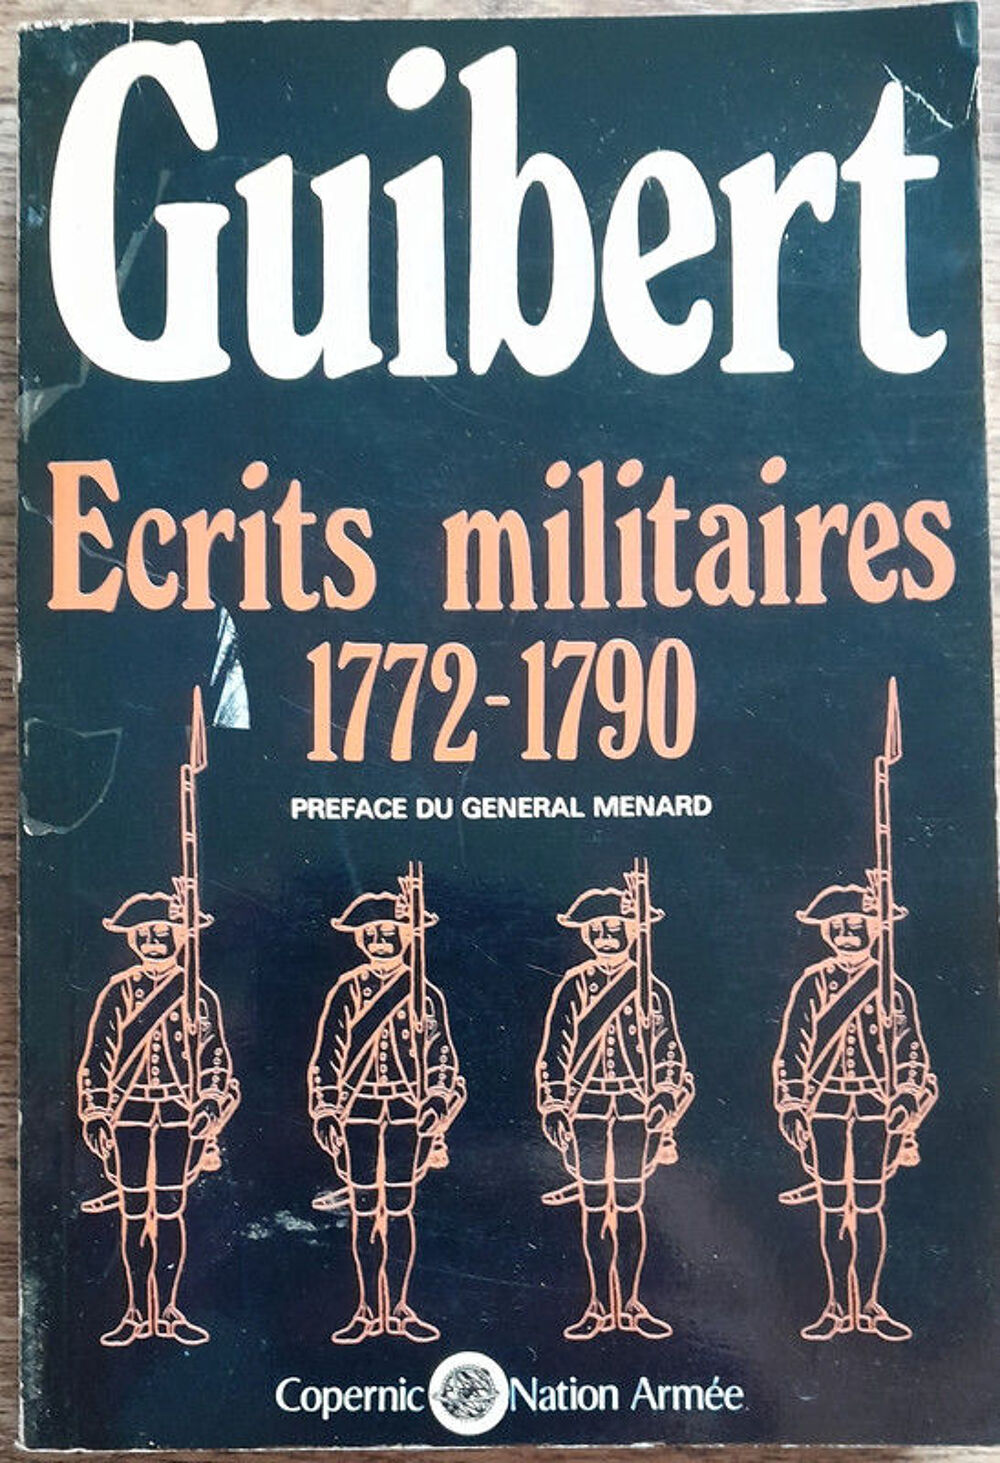 Guibert
Ecrits militaires
1772-1790
PREFACE DU GENERAL MENARD
Copernic Nation Armée